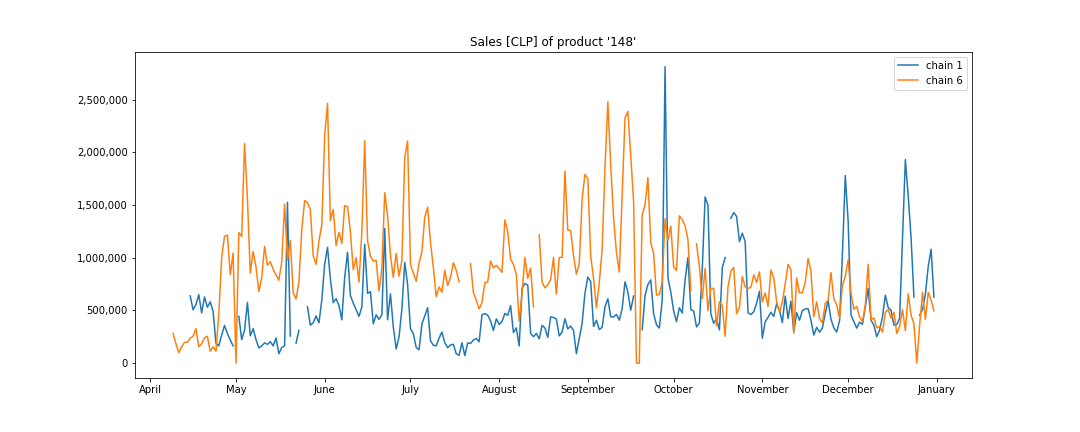 Sales [CLP] of product '148'
chain 1
chain 6
2,500,000
2,000,000
1,500,000
1,000,000
500,000
0
April May June July August September October November December January